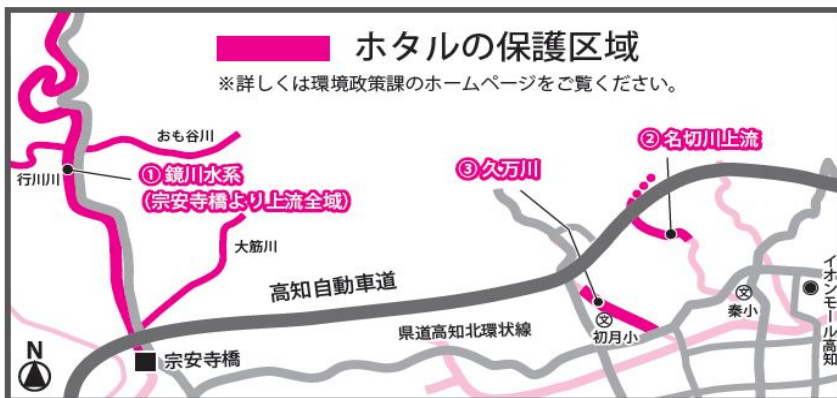 ホタルの保護区域
※詳しくは環境政策課のホームページをご覧ください。
おも谷川
行川川
①鏡川水系
(宗安寺橋より上流全域)
大筋川
③久万川
②名切川上流
高知自動車道
県道高知北環状線
文
初月小
文
秦小
イオンモール高知
宗安寺橋
N